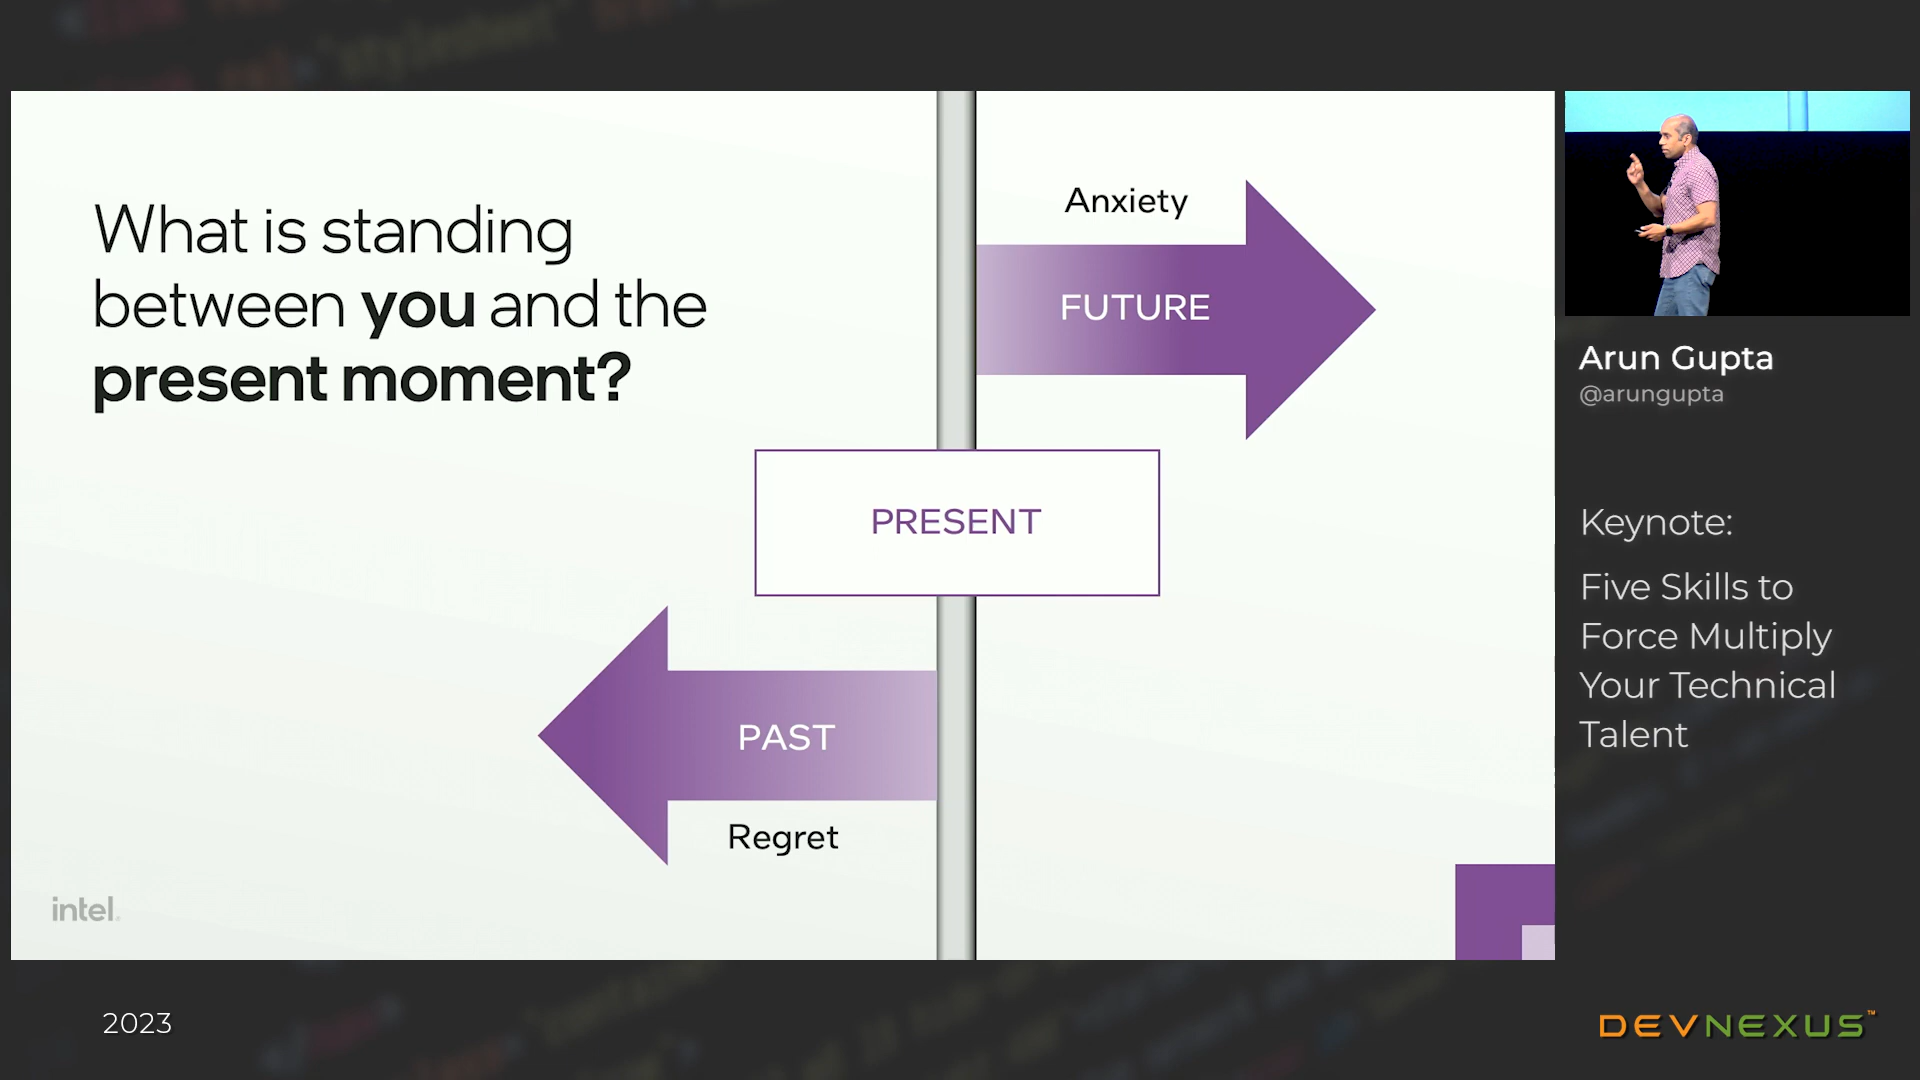 What is standing
between you and the
present moment?
Anxiety
FUTURE
PRESENT
PAST
Regret
intel.
Arun Gupta
@arungupta
Keynote:
Five Skills to
Force Multiply
Your Technical
Talent
2023
DEVNEXUS™